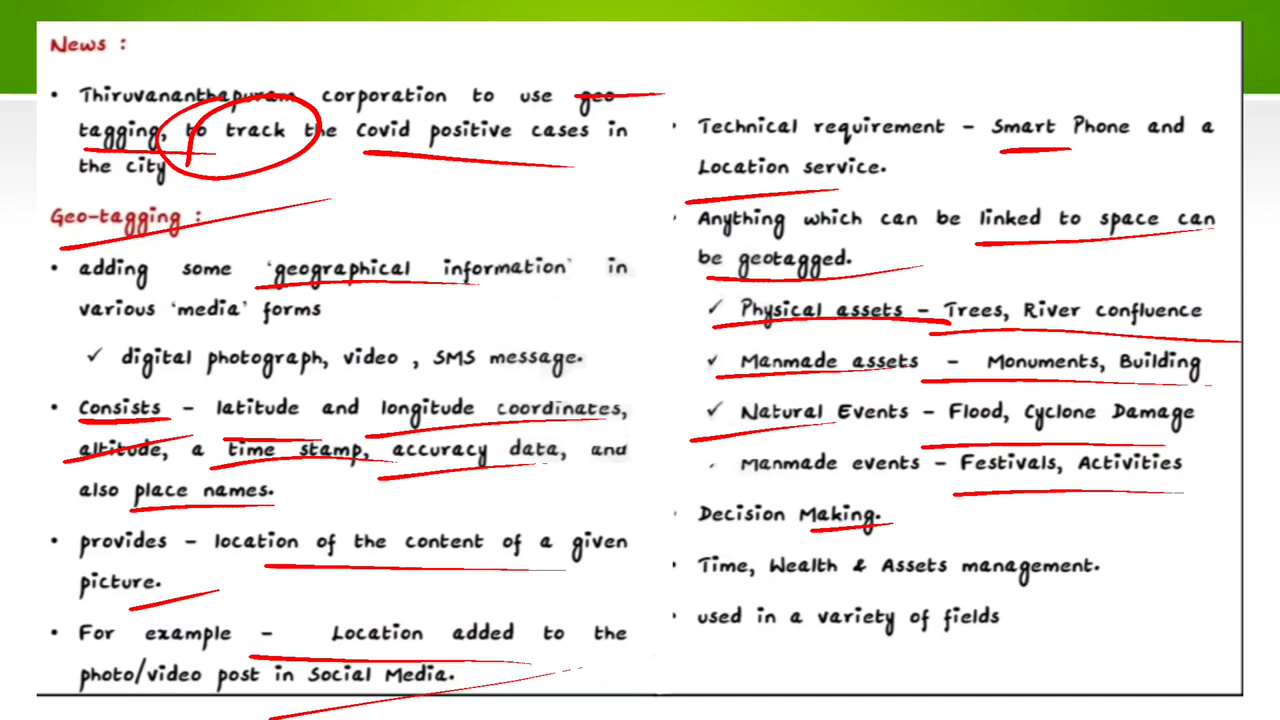 News :
• Thiruvananthapuram corporation to use geo
tagging, to track the Covid positive cases in
the city
Geo-tagging :
• adding some 'geographical information' in
various 'media' forms
✓ digital photograph, video , SMS message.
• Consists - latitude and longitude coordinates,
altitude, a time stamp, accuracy data, and
also place names.
• provides - location of the content of a given
picture.
• For example - Location added to the
photo/video post in Social Media.
• Technical requirement - Smart Phone and a
Location service.
• Anything which can be linked to space can
be geotagged.
✓ Physical assets - Trees, River confluence
✓ Manmade assets - Monuments, Building
✓ Natural Events - Flood, Cyclone Damage
✓ Manmade events - Festivals, Activities
• Decision Making.
• Time, Wealth & Assets management.
• used in a variety of fields